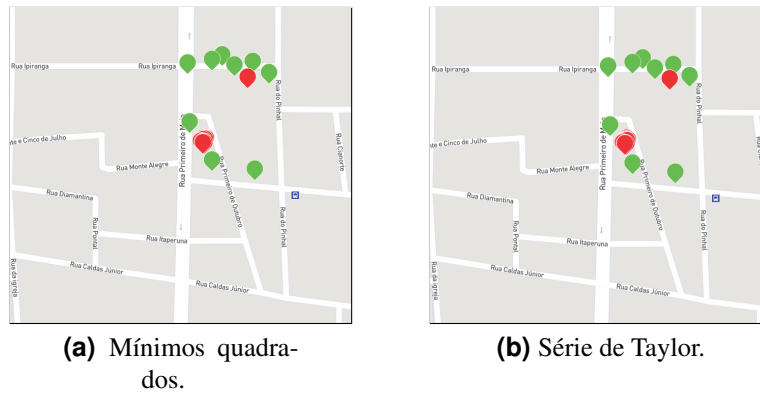 Rua Ipiranga
Rua Ipiranga
Rua do Pinhal
Rua Primeiro de Maio
Rua Cianorte
te e Cinco de Julho
Rua Monte Alegre
Rua Primeiro de Outubro
Rua Diamantina
Rua Pontal
Rua do Pinhal
Rua Itaperuna
Rua da Igreja
Rua Caldas Júnior
Rua Caldas Júnior
(a) Mínimos quadra-
dos.
Rua Ipiranga
Rua Ipiranga
Rua do Pinhal
Rua Primeiro de Maio
nte e Cinco de Julho
Rua Monte Alegre
Rua Primeiro de Outubro
Rua Diamantina
Rua Pontal
Rua do Pinhal
Rua Itaperuna
Rua da Igreja
Rua Caldas Júnior
Rua Caldas Júnior
(b) Série de Taylor.